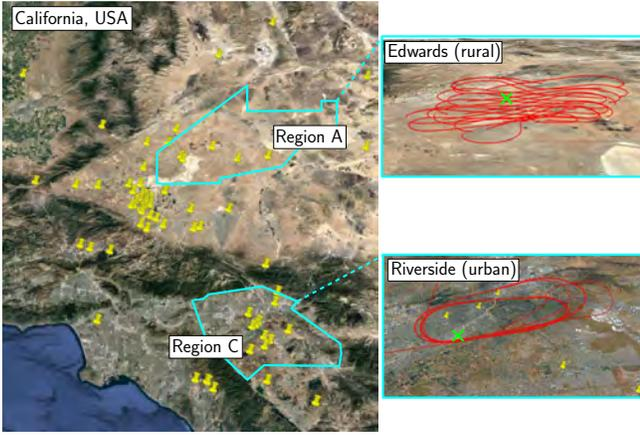 California, USA
Edwards (rural)
Region A
Riverside (urban)
Region C